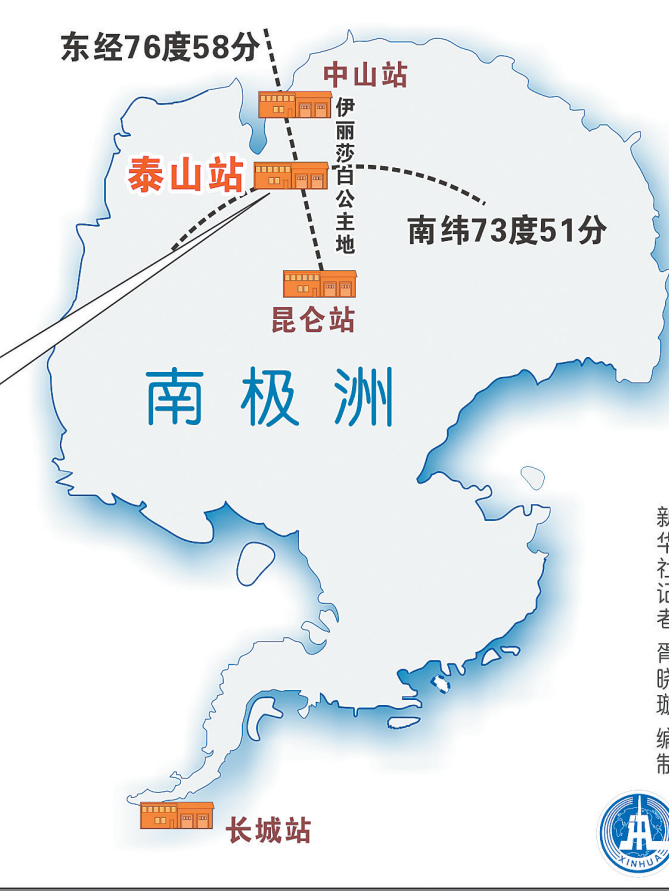 东经76度58分
中山站
伊丽莎白公主地
泰山站
南纬73度51分
昆仑站
南极洲
新华社记者 胥晓璇 编制
长城站
XINHUA